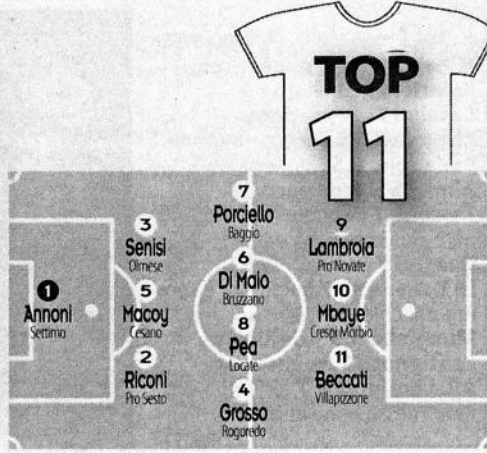 TOP
11
1
Annoni
Settimo
3
Senisi
Olmese
5
Macoy
Cesano
2
Riconi
Pro Sesto
7
Porciello
Baggio
6
Di Maio
Bruzzano
8
Pea
Locate
4
Grosso
Rogoredo
9
Lambroia
Pro Novate
10
Mbaye
Crespi Morbio
11
Beccati
Villapizzone